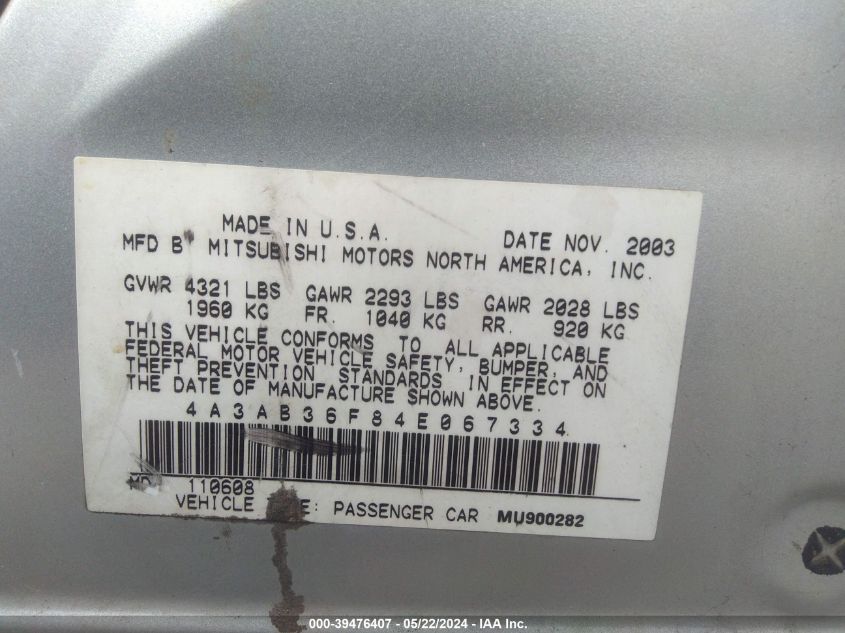 MADE IN U.S.A. DATE NOV. 2003
MFD BY MITSUBISHI MOTORS NORTH AMERICA, INC.
GVWR 4321 LBS GAWR 2293 LBS GAWR 2028 LBS
1960 KG FR. 1040 KG RR. 920 KG
THIS VEHICLE CONFORMS TO ALL APPLICABLE
FEDERAL MOTOR VEHICLE SAFETY, BUMPER, AND
THEFT PREVENTION STANDARDS IN EFFECT ON
THE DATE OF MANUFACTURE SHOWN ABOVE.
4A3AB36F84E067334
110608
VEHICLE TYPE: PASSENGER CAR MU900282
000-39476407 - 05/22/2024 - IAA Inc.